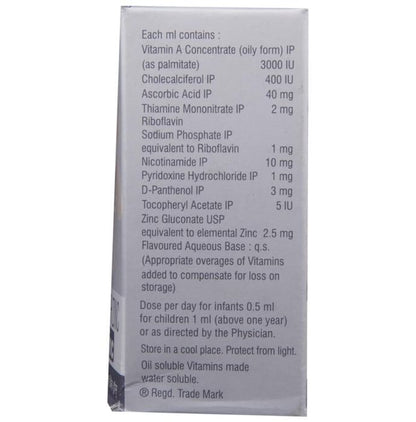 Each ml contains :
Vitamin A Concentrate (oily form) IP
(as palmitate) 3000 IU
Cholecalciferol IP 400 IU
Ascorbic Acid IP 40 mg
Thiamine Mononitrate IP 2 mg
Riboflavin
Sodium Phosphate IP
equivalent to Riboflavin 1 mg
Nicotinamide IP 10 mg
Pyridoxine Hydrochloride IP 1 mg
D-Panthenol IP 3 mg
Tocopheryl Acetate IP 5 IU
Zinc Gluconate USP
equivalent to elemental Zinc 2.5 mg
Flavoured Aqueous Base : q.s.
(Appropriate overages of Vitamins
added to compensate for loss on
storage)
Dose per day for infants 0.5 ml
for children 1 ml (above one year)
or as directed by the Physician.
Store in a cool place. Protect from light.
Oil soluble Vitamins made
water soluble.
® Regd. Trade Mark